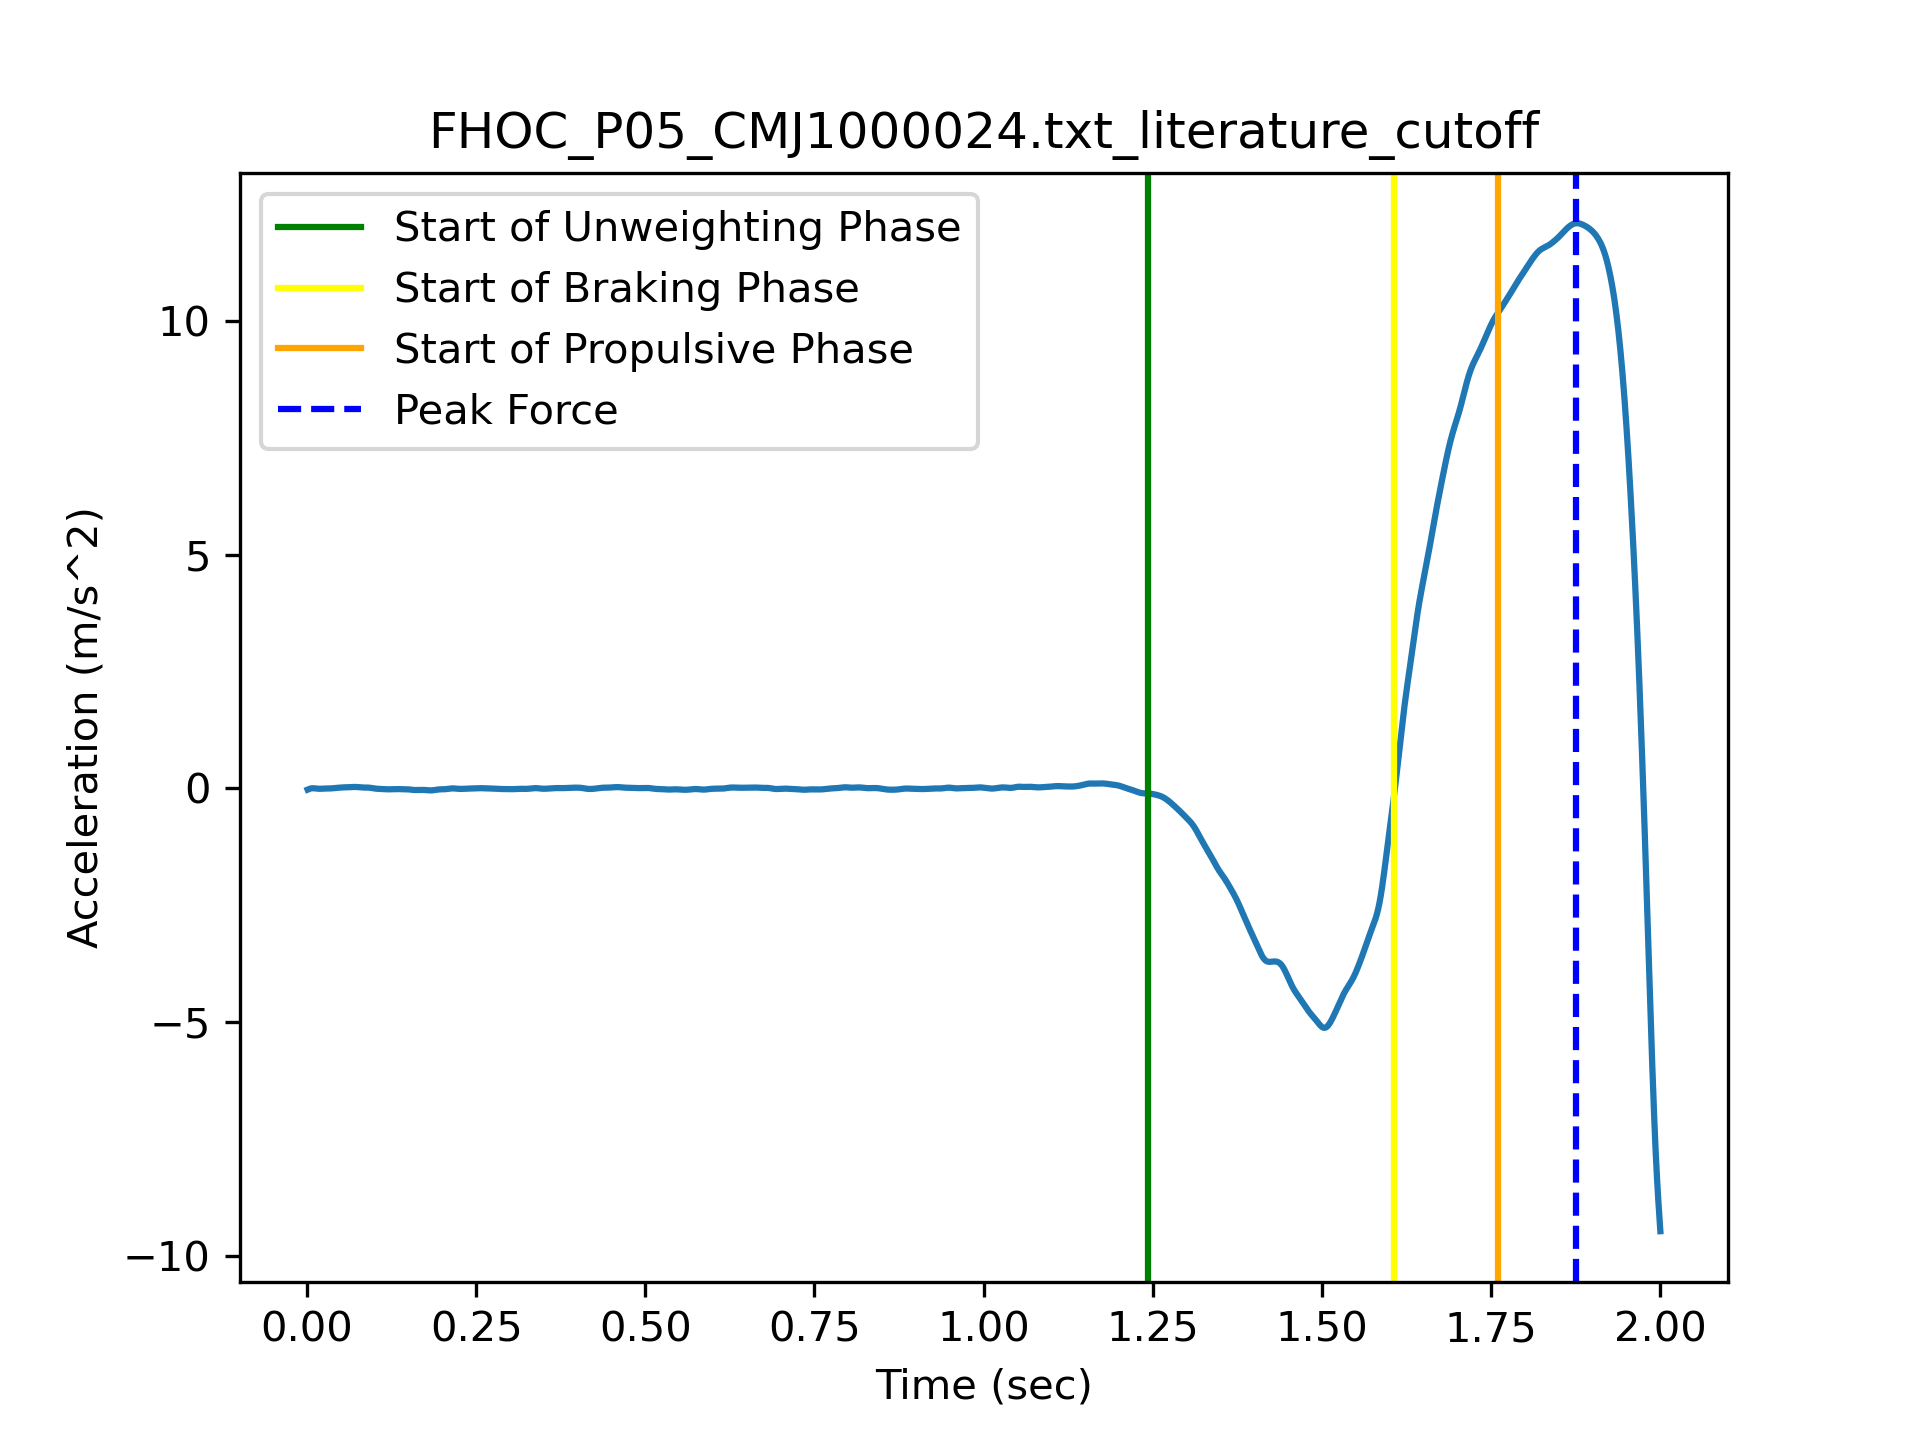 FHOC_P05_CMJ1000024.txt_literature_cutoff
Start of Unweighting Phase
Start of Braking Phase
Start of Propulsive Phase
Peak Force
Acceleration (m/s^2)
10
5
0
−5
−10
0.00 0.25 0.50 0.75 1.00 1.25 1.50 1.75 2.00
Time (sec)